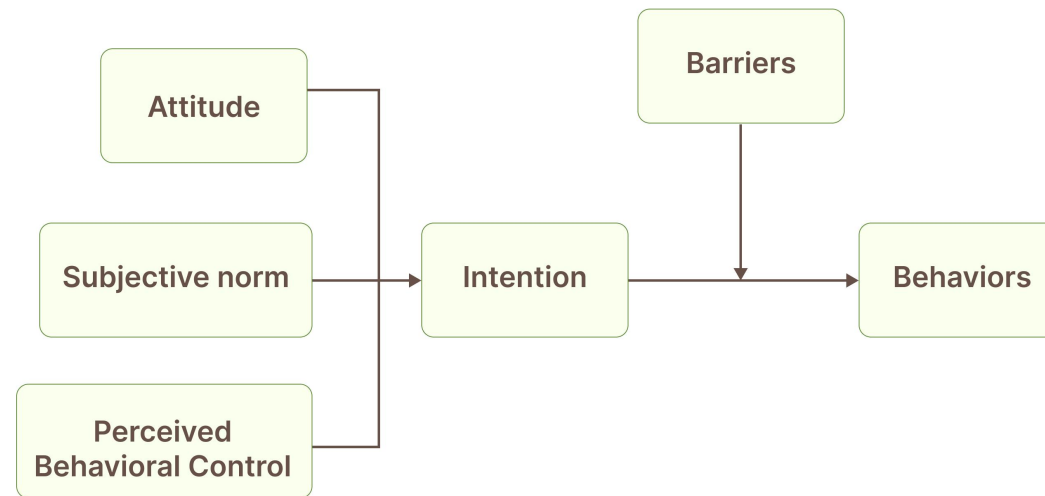 Barriers
Attitude
Subjective norm
Intention
Behaviors
Perceived
Behavioral Control